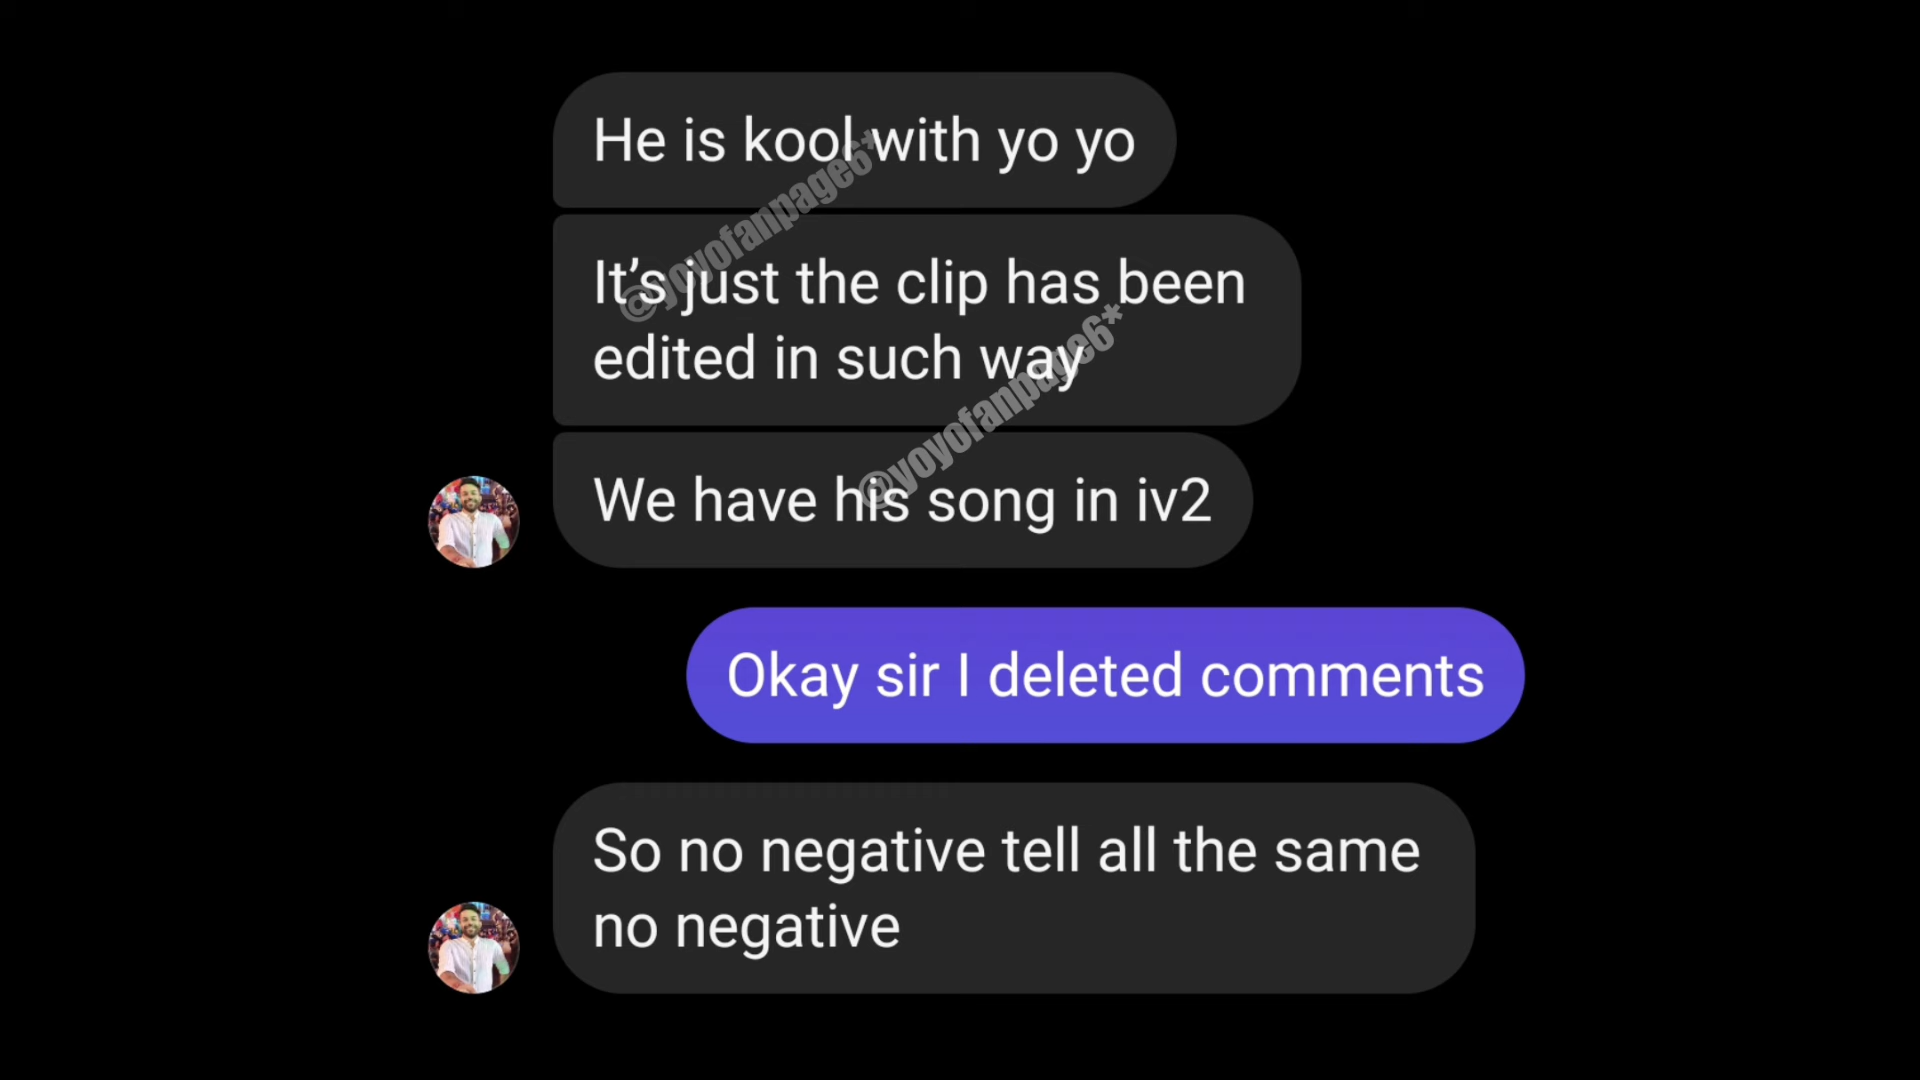 He is kool with yo yo
@yoyofanpage6*
It’s just the clip has been
edited in such way
@yoyofanpage6*
We have his song in iv2
Okay sir I deleted comments
So no negative tell all the same
no negative